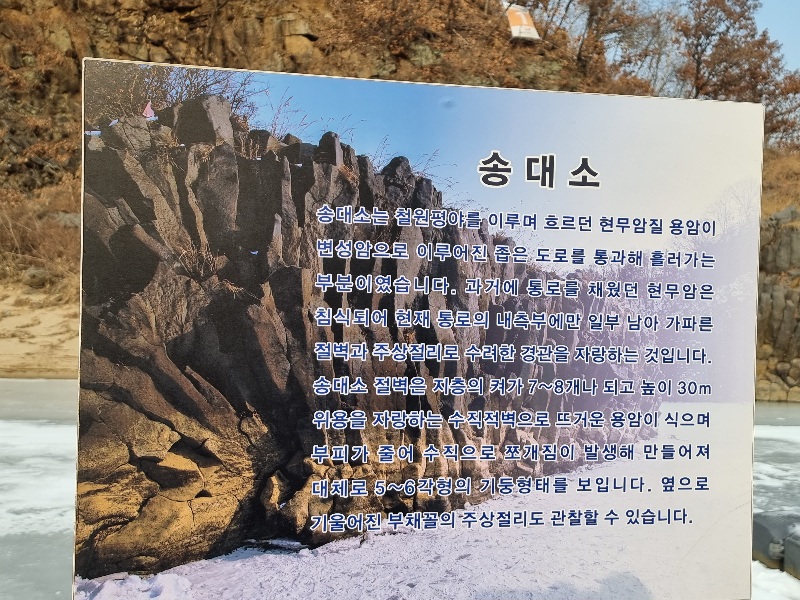 송대소
송대소는 철원평야를 이루며 흐르던 현무암질 용암이
변성암으로 이루어진 좁은 도로를 통과해 흘러가는
부분이었습니다. 과거에 통로를 채웠던 현무암은
침식되어 현재 통로의 내측부에만 일부 남아 가파른
절벽과 주상절리로 수려한 경관을 자랑하는 것입니다.
송대소 절벽은 지층의 켜가 7~8개나 되고 높이 30m
위용을 자랑하는 수직적벽으로 뜨거운 용암이 식으며
부피가 줄어 수직으로 쪼개짐이 발생해 만들어져
대체로 5~6각형의 기둥형태를 보입니다. 옆으로
기울어진 부채꼴의 주상절리도 관찰할 수 있습니다.